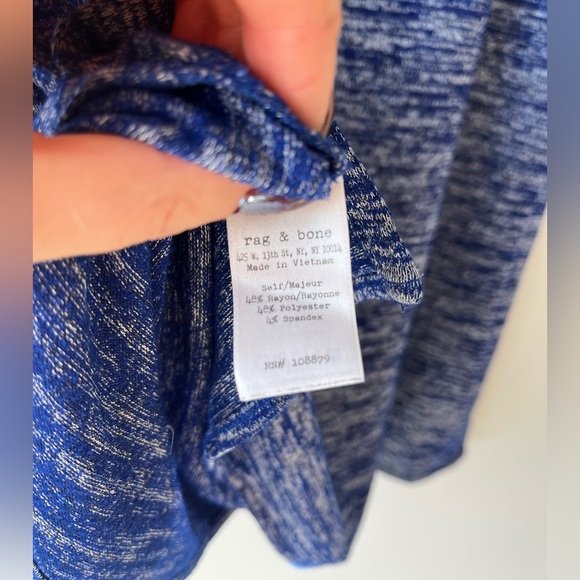 rag & bone
425 W. 13th St, NY, NY 10014
Made in Vietnam
Self/Majeur
48% Rayon/Rayonne
48% Polyester
4% Spandex
RN# 108879